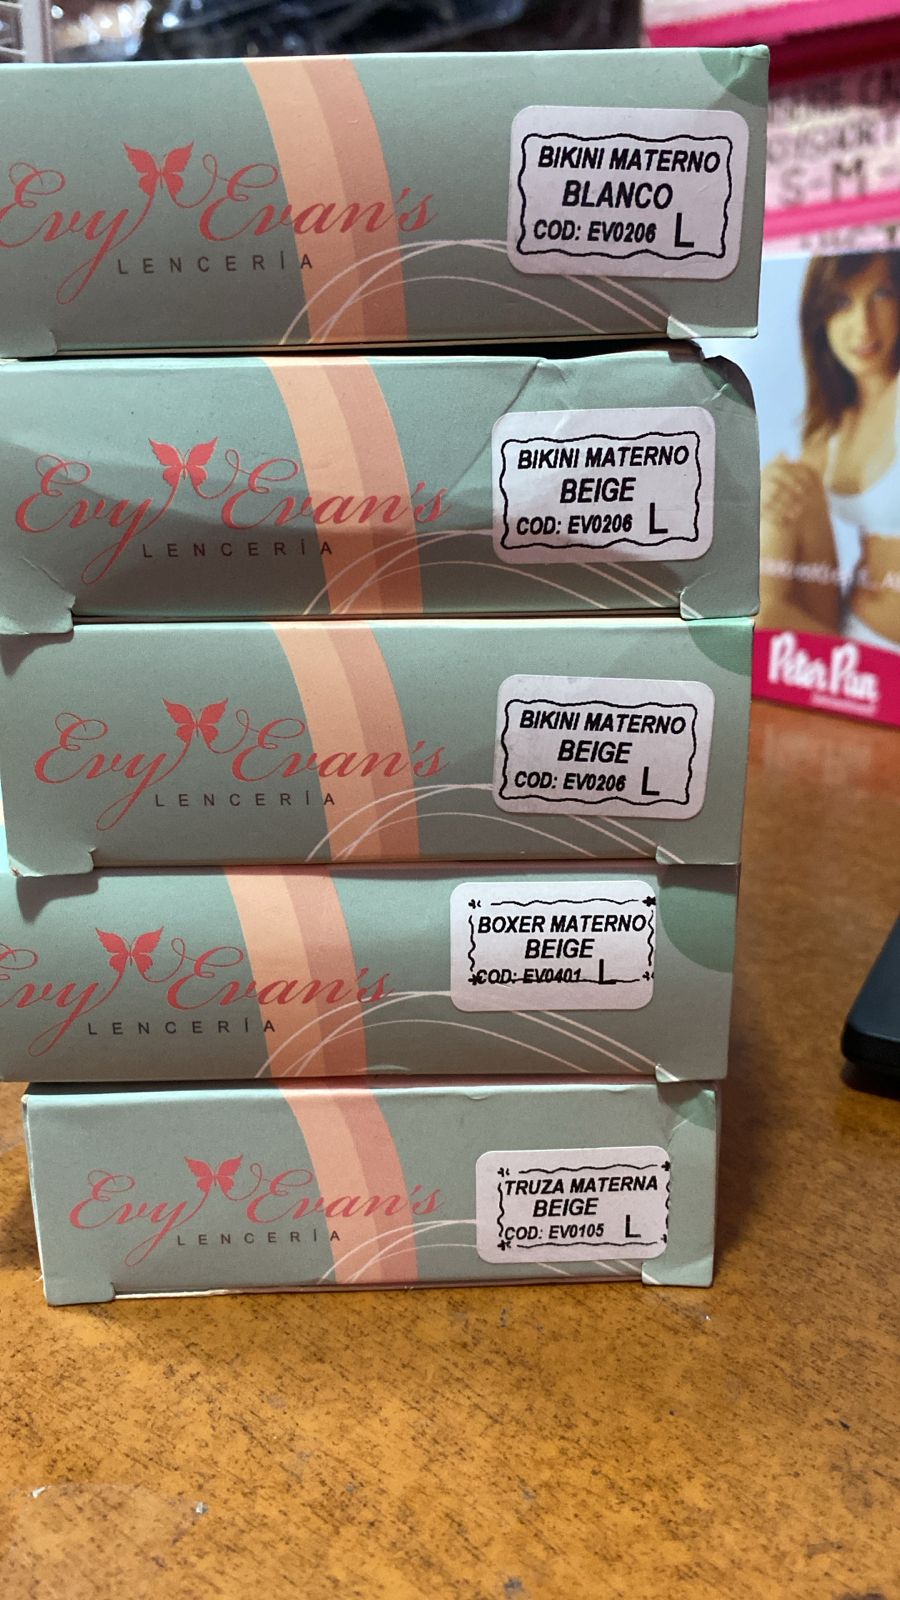 Evy Evan's
LENCERÍA
BIKINI MATERNO
BLANCO
COD: EV0206 L
Evy Evan's
LENCERÍA
BIKINI MATERNO
BEIGE
COD: EV0206 L
Evy Evan's
LENCERÍA
BIKINI MATERNO
BEIGE
COD: EV0206 L
Evy Evan's
LENCERÍA
BOXER MATERNO
BEIGE
COD: EV0401 L
Evy Evan's
LENCERÍA
TRUZA MATERNA
BEIGE
COD: EV0105 L
S-M-
Peter Pan